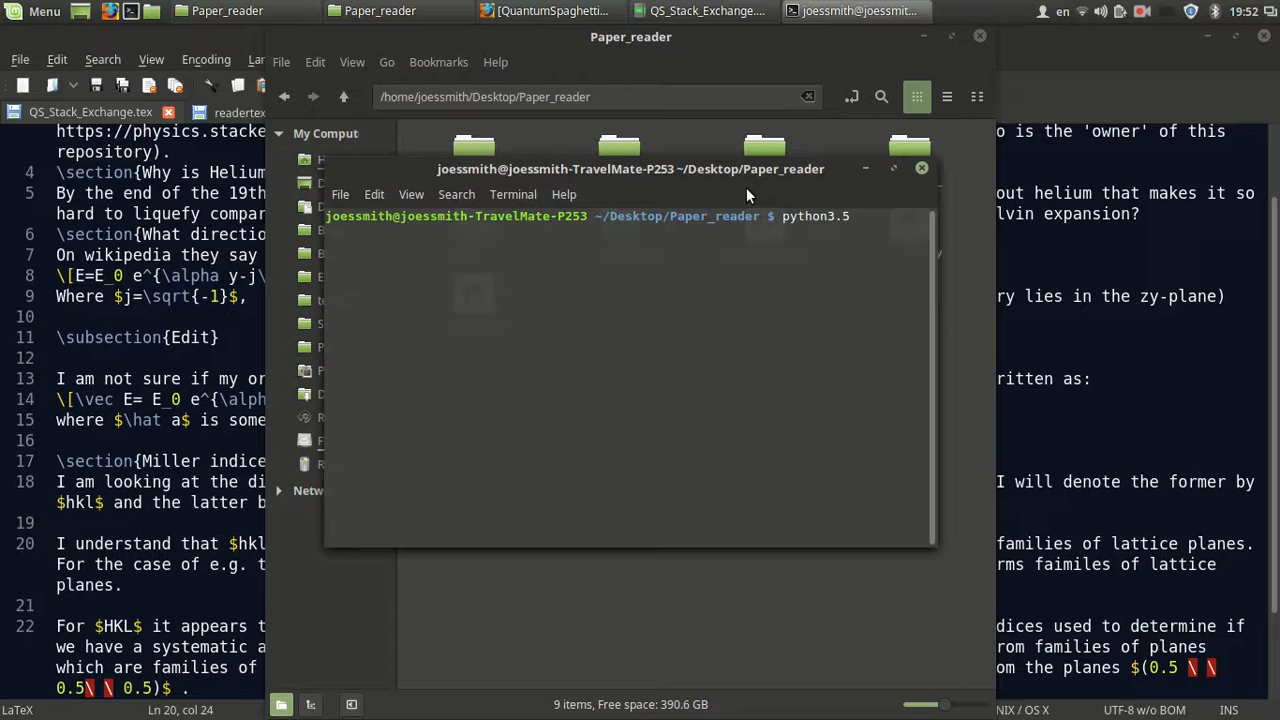 Menu
Paper_reader
Paper_reader
[QuantumSpaghetti...
QS_Stack_Exchange....
joessmith@joessmit...
en
19:52
Paper_reader
File Edit Search View Encoding
File Edit View Go Bookmarks Help
/home/joessmith/Desktop/Paper_reader
QS_Stack_Exchange.tex
My Comput
joessmith@joessmith-TravelMate-P253 ~/Desktop/Paper_reader
File Edit View Search Terminal Help
joessmith@joessmith-TravelMate-P253 ~/Desktop/Paper_reader $ python3.5
is the 'owner' of this
repository).
4 \section{Why is Helium
5 By the end of the 19th out helium that makes it so
hard to liquefy compar expansion?
6 \section{What directio
7 On wikipedia they say
8 \[E=E_0 e^{\alpha y-j\
9 Where $j=\sqrt{-1}$, lies in the zy-plane)
10
11 \subsection{Edit}
12
13 I am not sure if my or as:
14 \[\vec E= E_0 e^{\alph
15 where $\hat a$ is some
16
17 \section{Miller indice
18 I am looking at the di I will denote the former by
$hkl$ and the latter b
19
20 I understand that $hkl families of lattice planes.
For the case of e.g. t faimiles of lattice
planes.
21
22 For $HKL$ it appears t used to determine if
we have a systematic a families of planes
which are families of the planes $(0.5 \ \
0.5\ \ 0.5)$ .
Netw
9 items, Free space: 390.6 GB
LaTeX
Ln 20, col 24
UTF-8 w/o BOM
INS